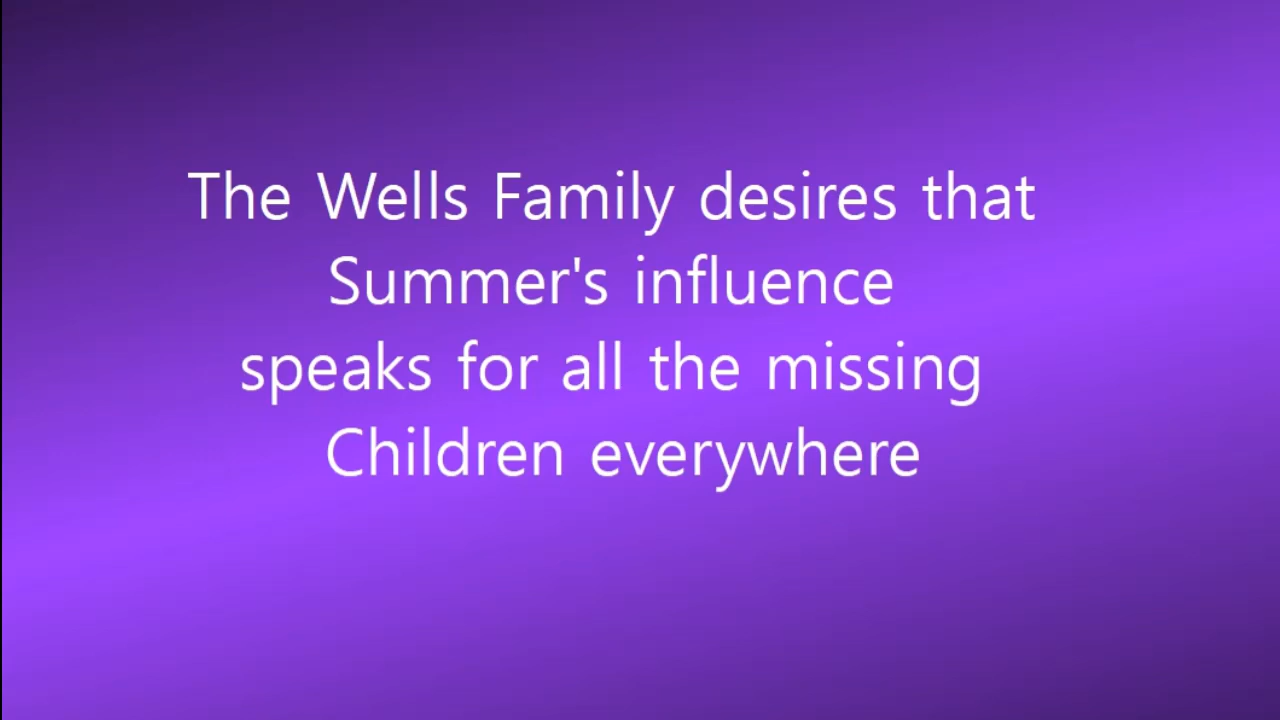 The Wells Family desires that
Summer's influence
speaks for all the missing
Children everywhere